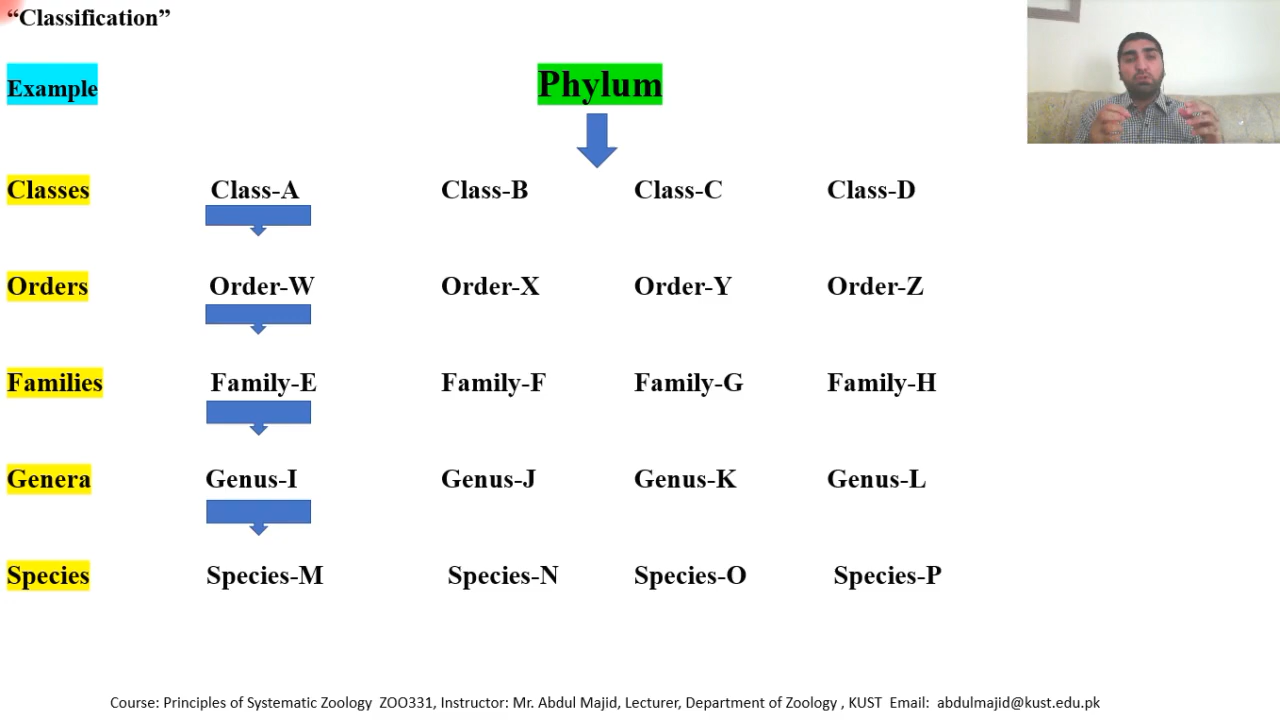 “Classification”
Example
Phylum
Classes Class-A Class-B Class-C Class-D
Orders Order-W Order-X Order-Y Order-Z
Families Family-E Family-F Family-G Family-H
Genera Genus-I Genus-J Genus-K Genus-L
Species Species-M Species-N Species-O Species-P
Course: Principles of Systematic Zoology ZOO331, Instructor: Mr. Abdul Majid, Lecturer, Department of Zoology , KUST Email: abdulmajid@kust.edu.pk